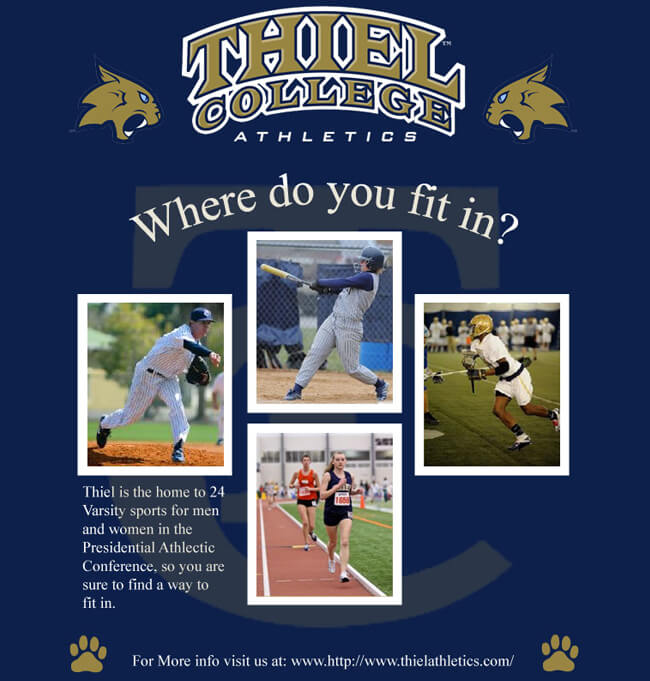 THIEL
COLLEGE
ATHLETICS
Where do you fit in?
Thiel is the home to 24
Varsity sports for men
and women in the
Presidential Athlectic
Conference, so you are
sure to find a way to
fit in.
For More info visit us at: www.http://www.thielathletics.com/